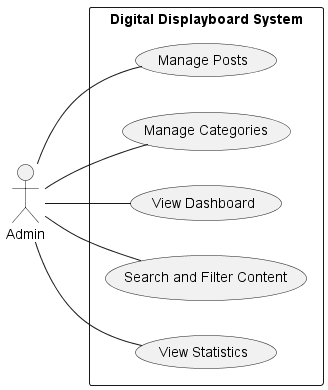 Digital Displayboard System
Manage Posts
Manage Categories
View Dashboard
Admin
Search and Filter Content
View Statistics